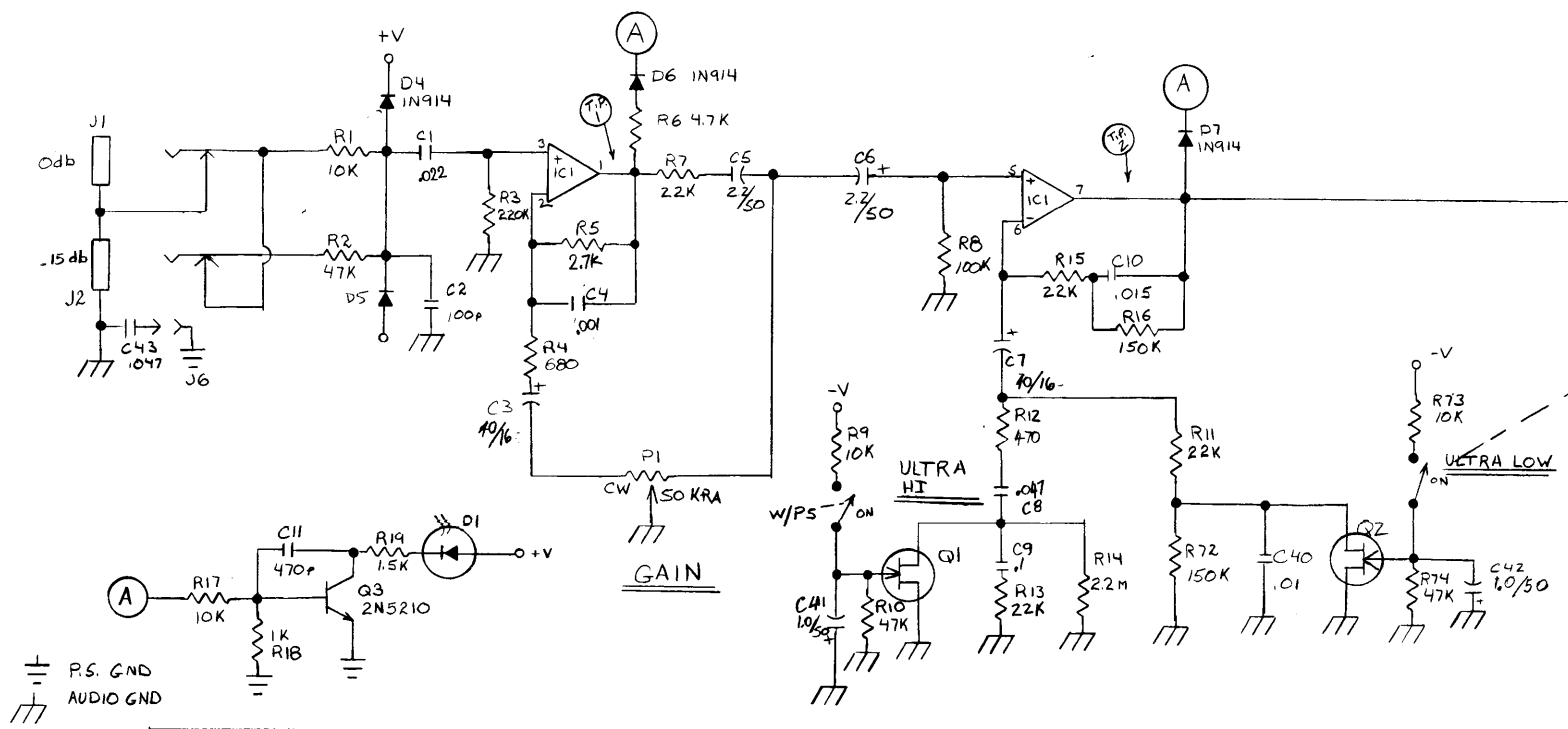 +V
A
D4
1N914
D6 1N914
T.P.
1
R6 4.7K
J1
0db
R1
10K
C1
.022
3
+
IC1
1
2
R7
22K
C5
2.2/50
C6
+
2.2/50
A
D7
1N914
T.P.
2
5
+
IC1
7
-
6
R3
220K
R5
2.7K
R8
100K
-15db
J2
R2
47K
D5
C2
100p
C4
.001
R15
22K
C10
.015
R16
150K
C43
.047
J6
R4
680
+
C3
40/16-
+
C7
40/16-
-V
R9
10K
P1
CW
50 KRA
GAIN
ULTRA
HI
W/P5
ON
R12
470
.047
C8
R11
22K
-V
R73
10K
ULTRA LOW
ON
C11
470p
R19
1.5K
D1
+V
A
R17
10K
Q3
2N5210
1K
R18
Q1
C9
.1
R13
22K
R14
2.2m
C41
1.0/50
+
R10
47K
R72
150K
C40
.01
Q2
R74
47K
C42
1.0/50
+
P.S. GND
AUDIO GND